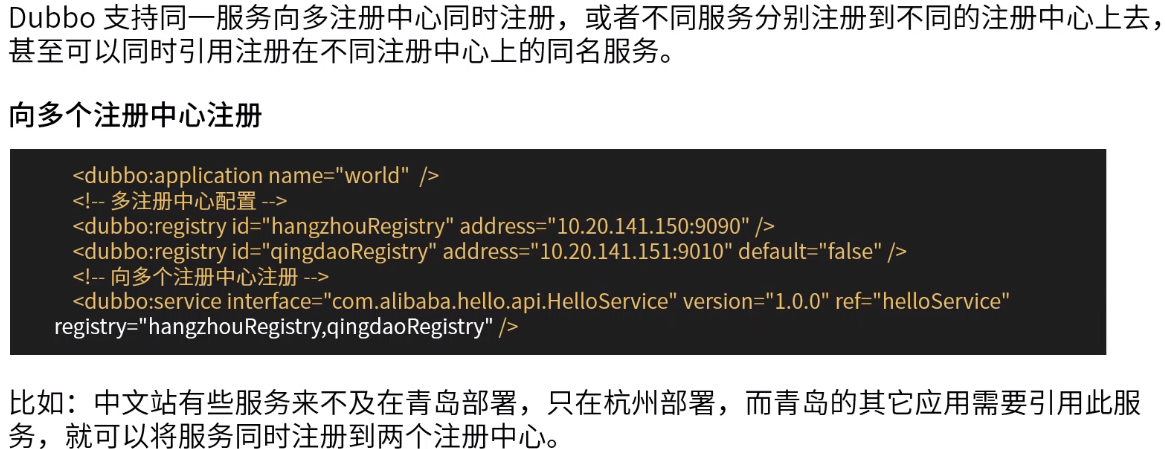 Dubbo 支持同一服务向多注册中心同时注册，或者不同服务分别注册到不同的注册中心上去，
甚至可以同时引用注册在不同注册中心上的同名服务。
向多个注册中心注册
<dubbo:application name="world"  />
<!-- 多注册中心配置 -->
<dubbo:registry id="hangzhouRegistry" address="10.20.141.150:9090" />
<dubbo:registry id="qingdaoRegistry" address="10.20.141.151:9010" default="false" />
<!-- 向多个注册中心注册 -->
<dubbo:service interface="com.alibaba.hello.api.HelloService" version="1.0.0" ref="helloService"
registry="hangzhouRegistry,qingdaoRegistry" />
比如：中文站有些服务来不及在青岛部署，只在杭州部署，而青岛的其它应用需要引用此服
务，就可以将服务同时注册到两个注册中心。